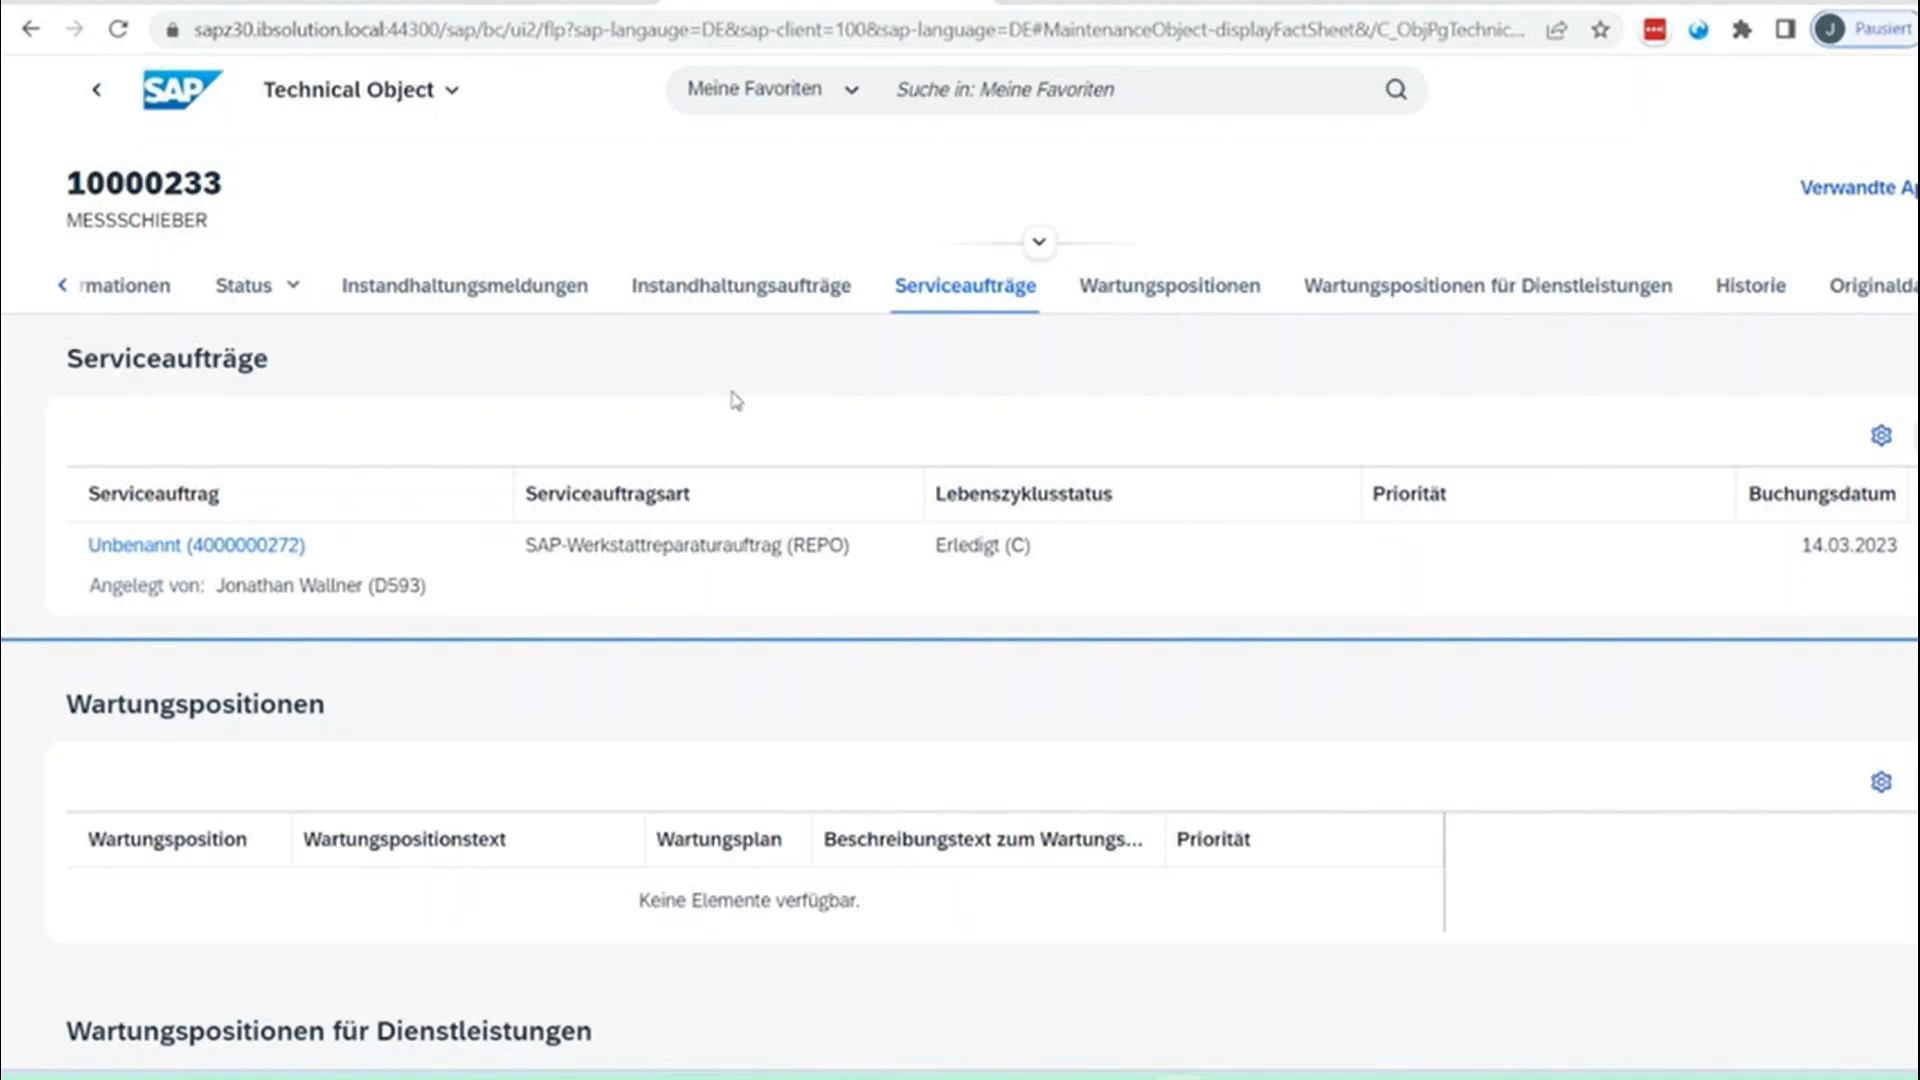 sapz30.ibsolution.local:44300/sap/bc/ui2/flp?sap-langauge=DE&sap-client=100&sap-language=DE#MaintenanceObject-displayFactSheet&/C_ObjPgTechnic...
J Pausiert
SAP Technical Object
Meine Favoriten Suche in: Meine Favoriten
10000233
Verwandte Ap
MESSSCHIEBER
rmationen Status Instandhaltungsmeldungen Instandhaltungsaufträge Serviceaufträge Wartungspositionen Wartungspositionen für Dienstleistungen Historie Originalda
Serviceaufträge
Serviceauftrag Serviceauftragsart Lebenszyklusstatus Priorität Buchungsdatum
Unbenannt (4000000272) SAP-Werkstattreparaturauftrag (REPO) Erledigt (C) 14.03.2023
Angelegt von: Jonathan Wallner (D593)
Wartungspositionen
Wartungsposition Wartungspositionstext Wartungsplan Beschreibungstext zum Wartungs... Priorität
Keine Elemente verfügbar.
Wartungspositionen für Dienstleistungen